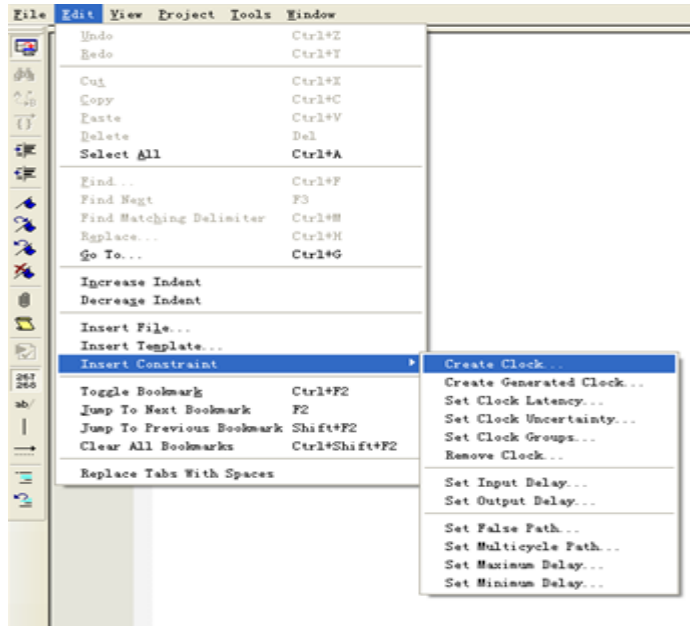 File Edit View Project Tools Window
Undo Ctrl+Z
Redo Ctrl+Y
Cut Ctrl+X
Copy Ctrl+C
Paste Ctrl+V
Delete Del
Select All Ctrl+A
Find... Ctrl+F
Find Next F3
Find Matching Delimiter Ctrl+M
Replace... Ctrl+H
Go To... Ctrl+G
Increase Indent
Decrease Indent
Insert File...
Insert Template...
Insert Constraint
Create Clock...
Create Generated Clock...
Set Clock Latency...
Set Clock Uncertainty...
Set Clock Groups...
Remove Clock...
Set Input Delay...
Set Output Delay...
Set False Path...
Set Multicycle Path...
Set Maximum Delay...
Set Minimum Delay...
Toggle Bookmark Ctrl+F2
Jump To Next Bookmark F2
Jump To Previous Bookmark Shift+F2
Clear All Bookmarks Ctrl+Shift+F2
Replace Tabs With Spaces
267
268
ab/